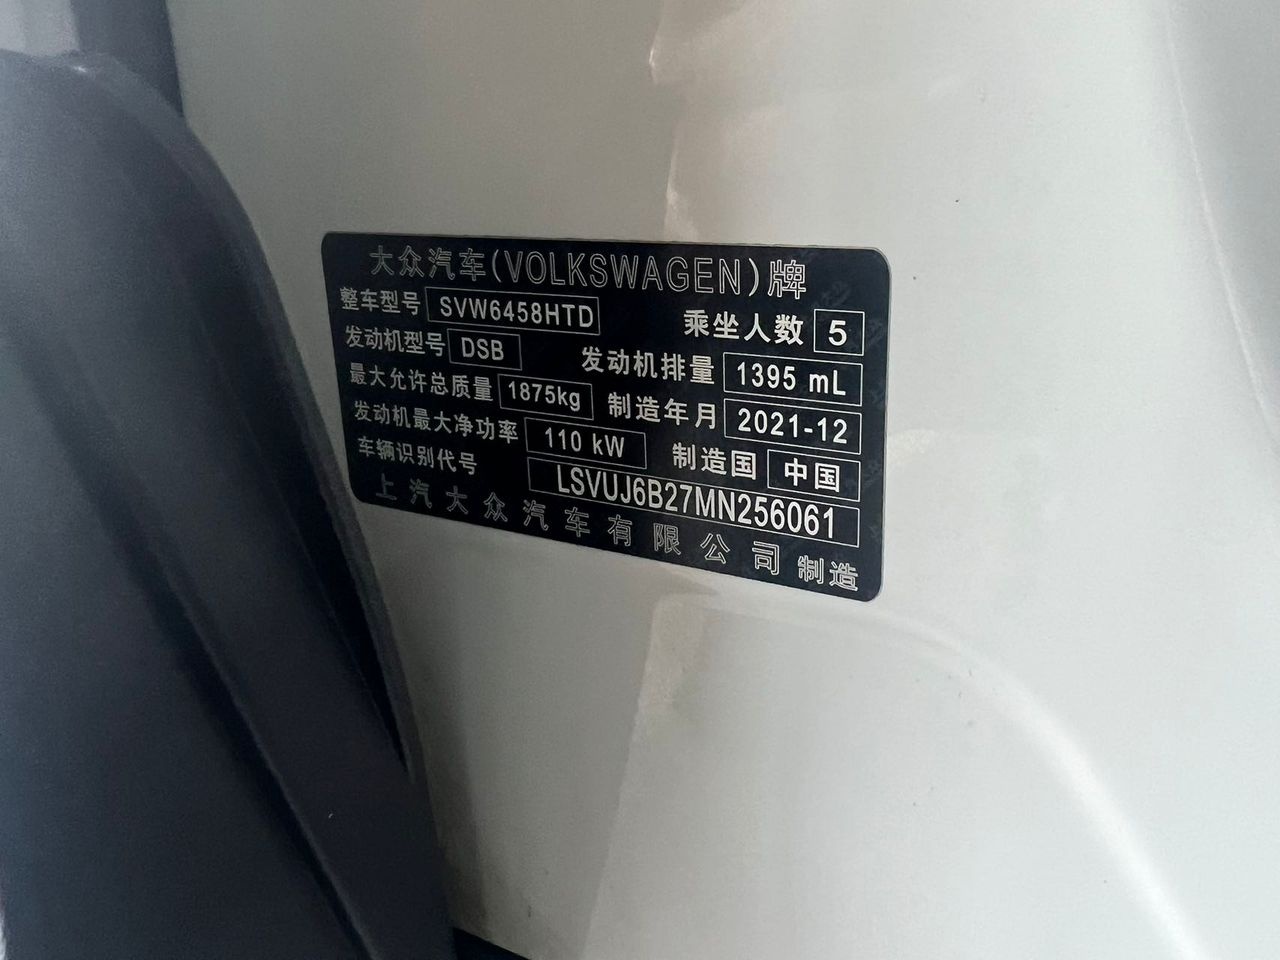 大众汽车(VOLKSWAGEN)牌
整车型号 SVW6458HTD 乘坐人数 5
发动机型号 DSB 发动机排量 1395 mL
最大允许总质量 1875kg 制造年月 2021-12
发动机最大净功率 110 kW 制造国 中国
车辆识别代号 LSVUJ6B27MN256061
上汽大众汽车有限公司 制造